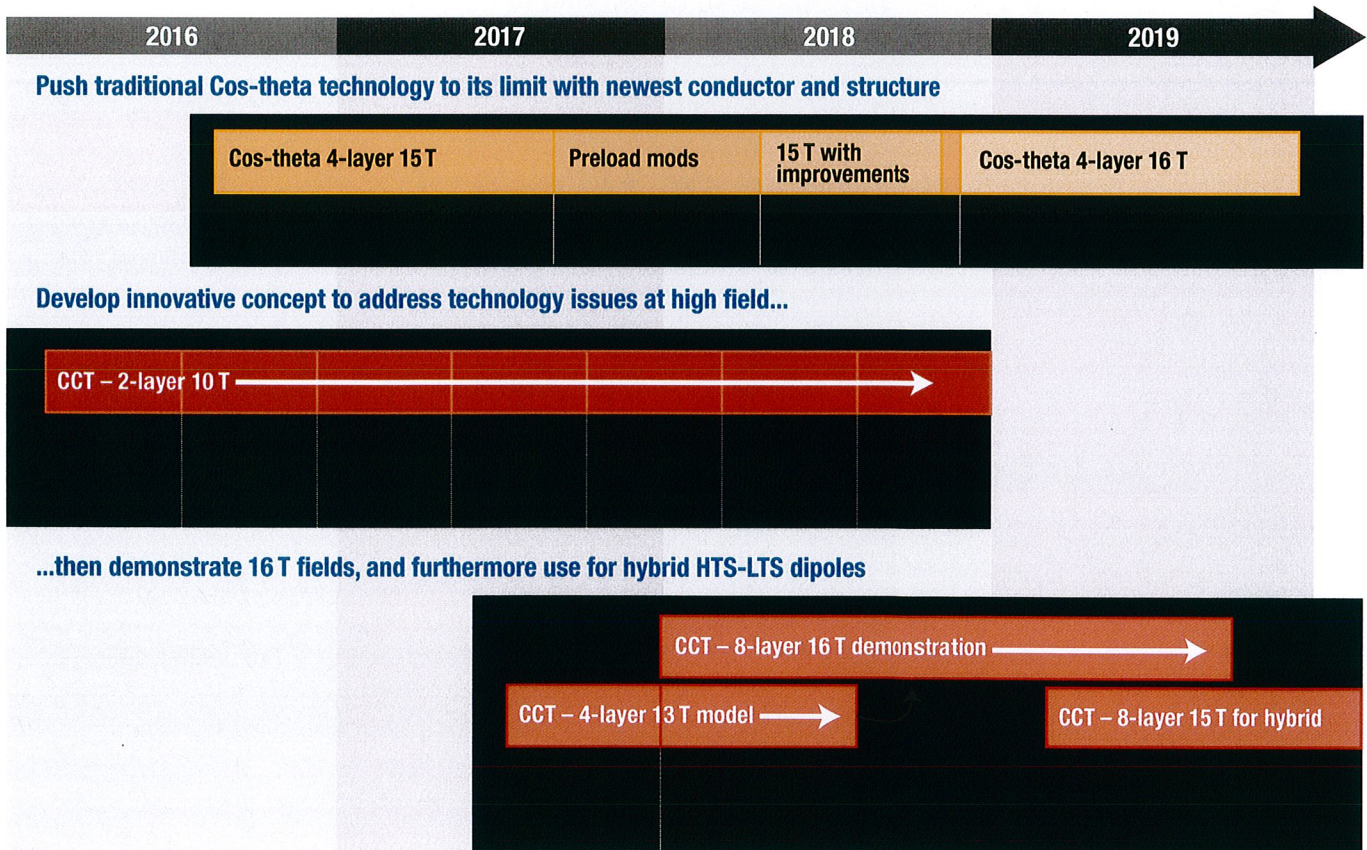 2016 2017 2018 2019
Push traditional Cos-theta technology to its limit with newest conductor and structure
Cos-theta 4-layer 15 T
Preload mods
15 T with
improvements
Cos-theta 4-layer 16 T
Develop innovative concept to address technology issues at high field...
CCT – 2-layer 10 T
...then demonstrate 16 T fields, and furthermore use for hybrid HTS-LTS dipoles
CCT – 8-layer 16 T demonstration
CCT – 4-layer 13 T model
CCT – 8-layer 15 T for hybrid